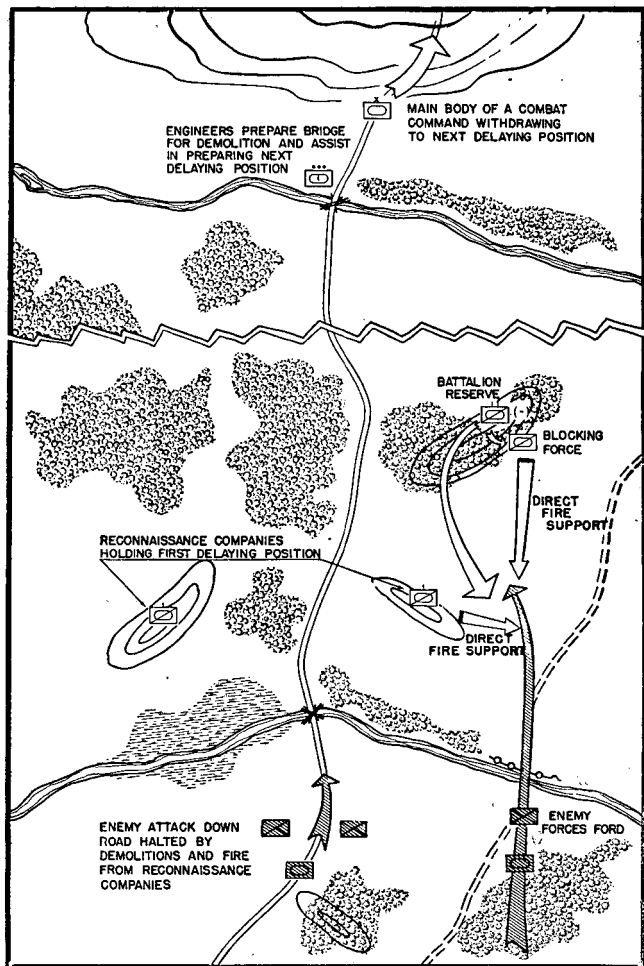 MAIN BODY OF A COMBAT
COMMAND WITHDRAWING
TO NEXT DELAYING POSITION
ENGINEERS PREPARE BRIDGE
FOR DEMOLITION AND ASSIST
IN PREPARING NEXT
DELAYING POSITION
BATTALION
RESERVE
(-)
BLOCKING
FORCE
DIRECT
FIRE
SUPPORT
RECONNAISSANCE COMPANIES
HOLDING FIRST DELAYING POSITION
DIRECT
FIRE SUPPORT
ENEMY ATTACK DOWN
ROAD HALTED BY
DEMOLITIONS AND FIRE
FROM RECONNAISSANCE
COMPANIES
ENEMY
FORCES FORD